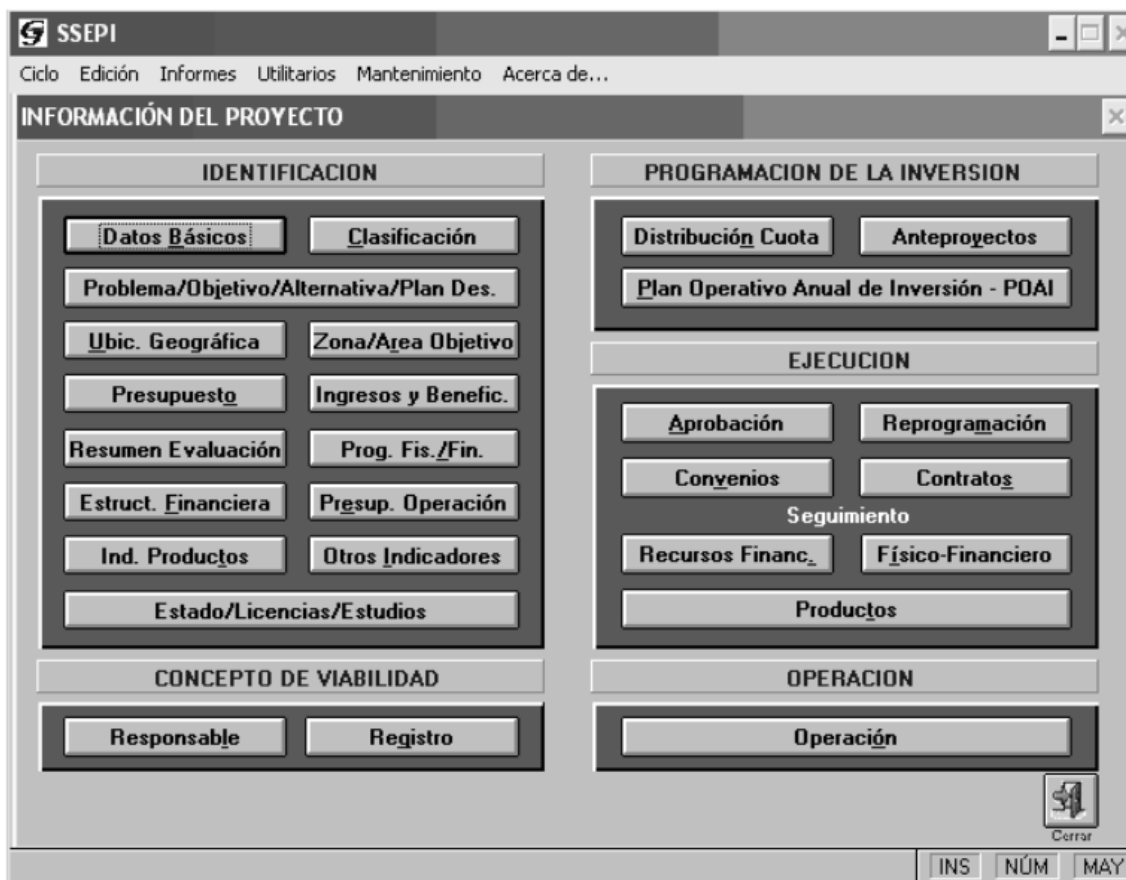 SSEPI
Ciclo Edición Informes Utilitarios Mantenimiento Acerca de...
INFORMACIÓN DEL PROYECTO
IDENTIFICACION
Datos Básicos Clasificación
Problema/Objetivo/Alternativa/Plan Des.
Ubic. Geográfica Zona/Area Objetivo
Presupuesto Ingresos y Benefic.
Resumen Evaluación Prog. Fis./Fin.
Estruct. Financiera Presup. Operación
Ind. Productos Otros Indicadores
Estado/Licencias/Estudios
CONCEPTO DE VIABILIDAD
Responsable Registro
PROGRAMACION DE LA INVERSION
Distribución Cuota Anteproyectos
Plan Operativo Anual de Inversión - POAI
EJECUCION
Aprobación Reprogramación
Convenios Contratos
Seguimiento
Recursos Financ. Físico-Financiero
Productos
OPERACION
Operación
Cerrar
INS NÚM MAY